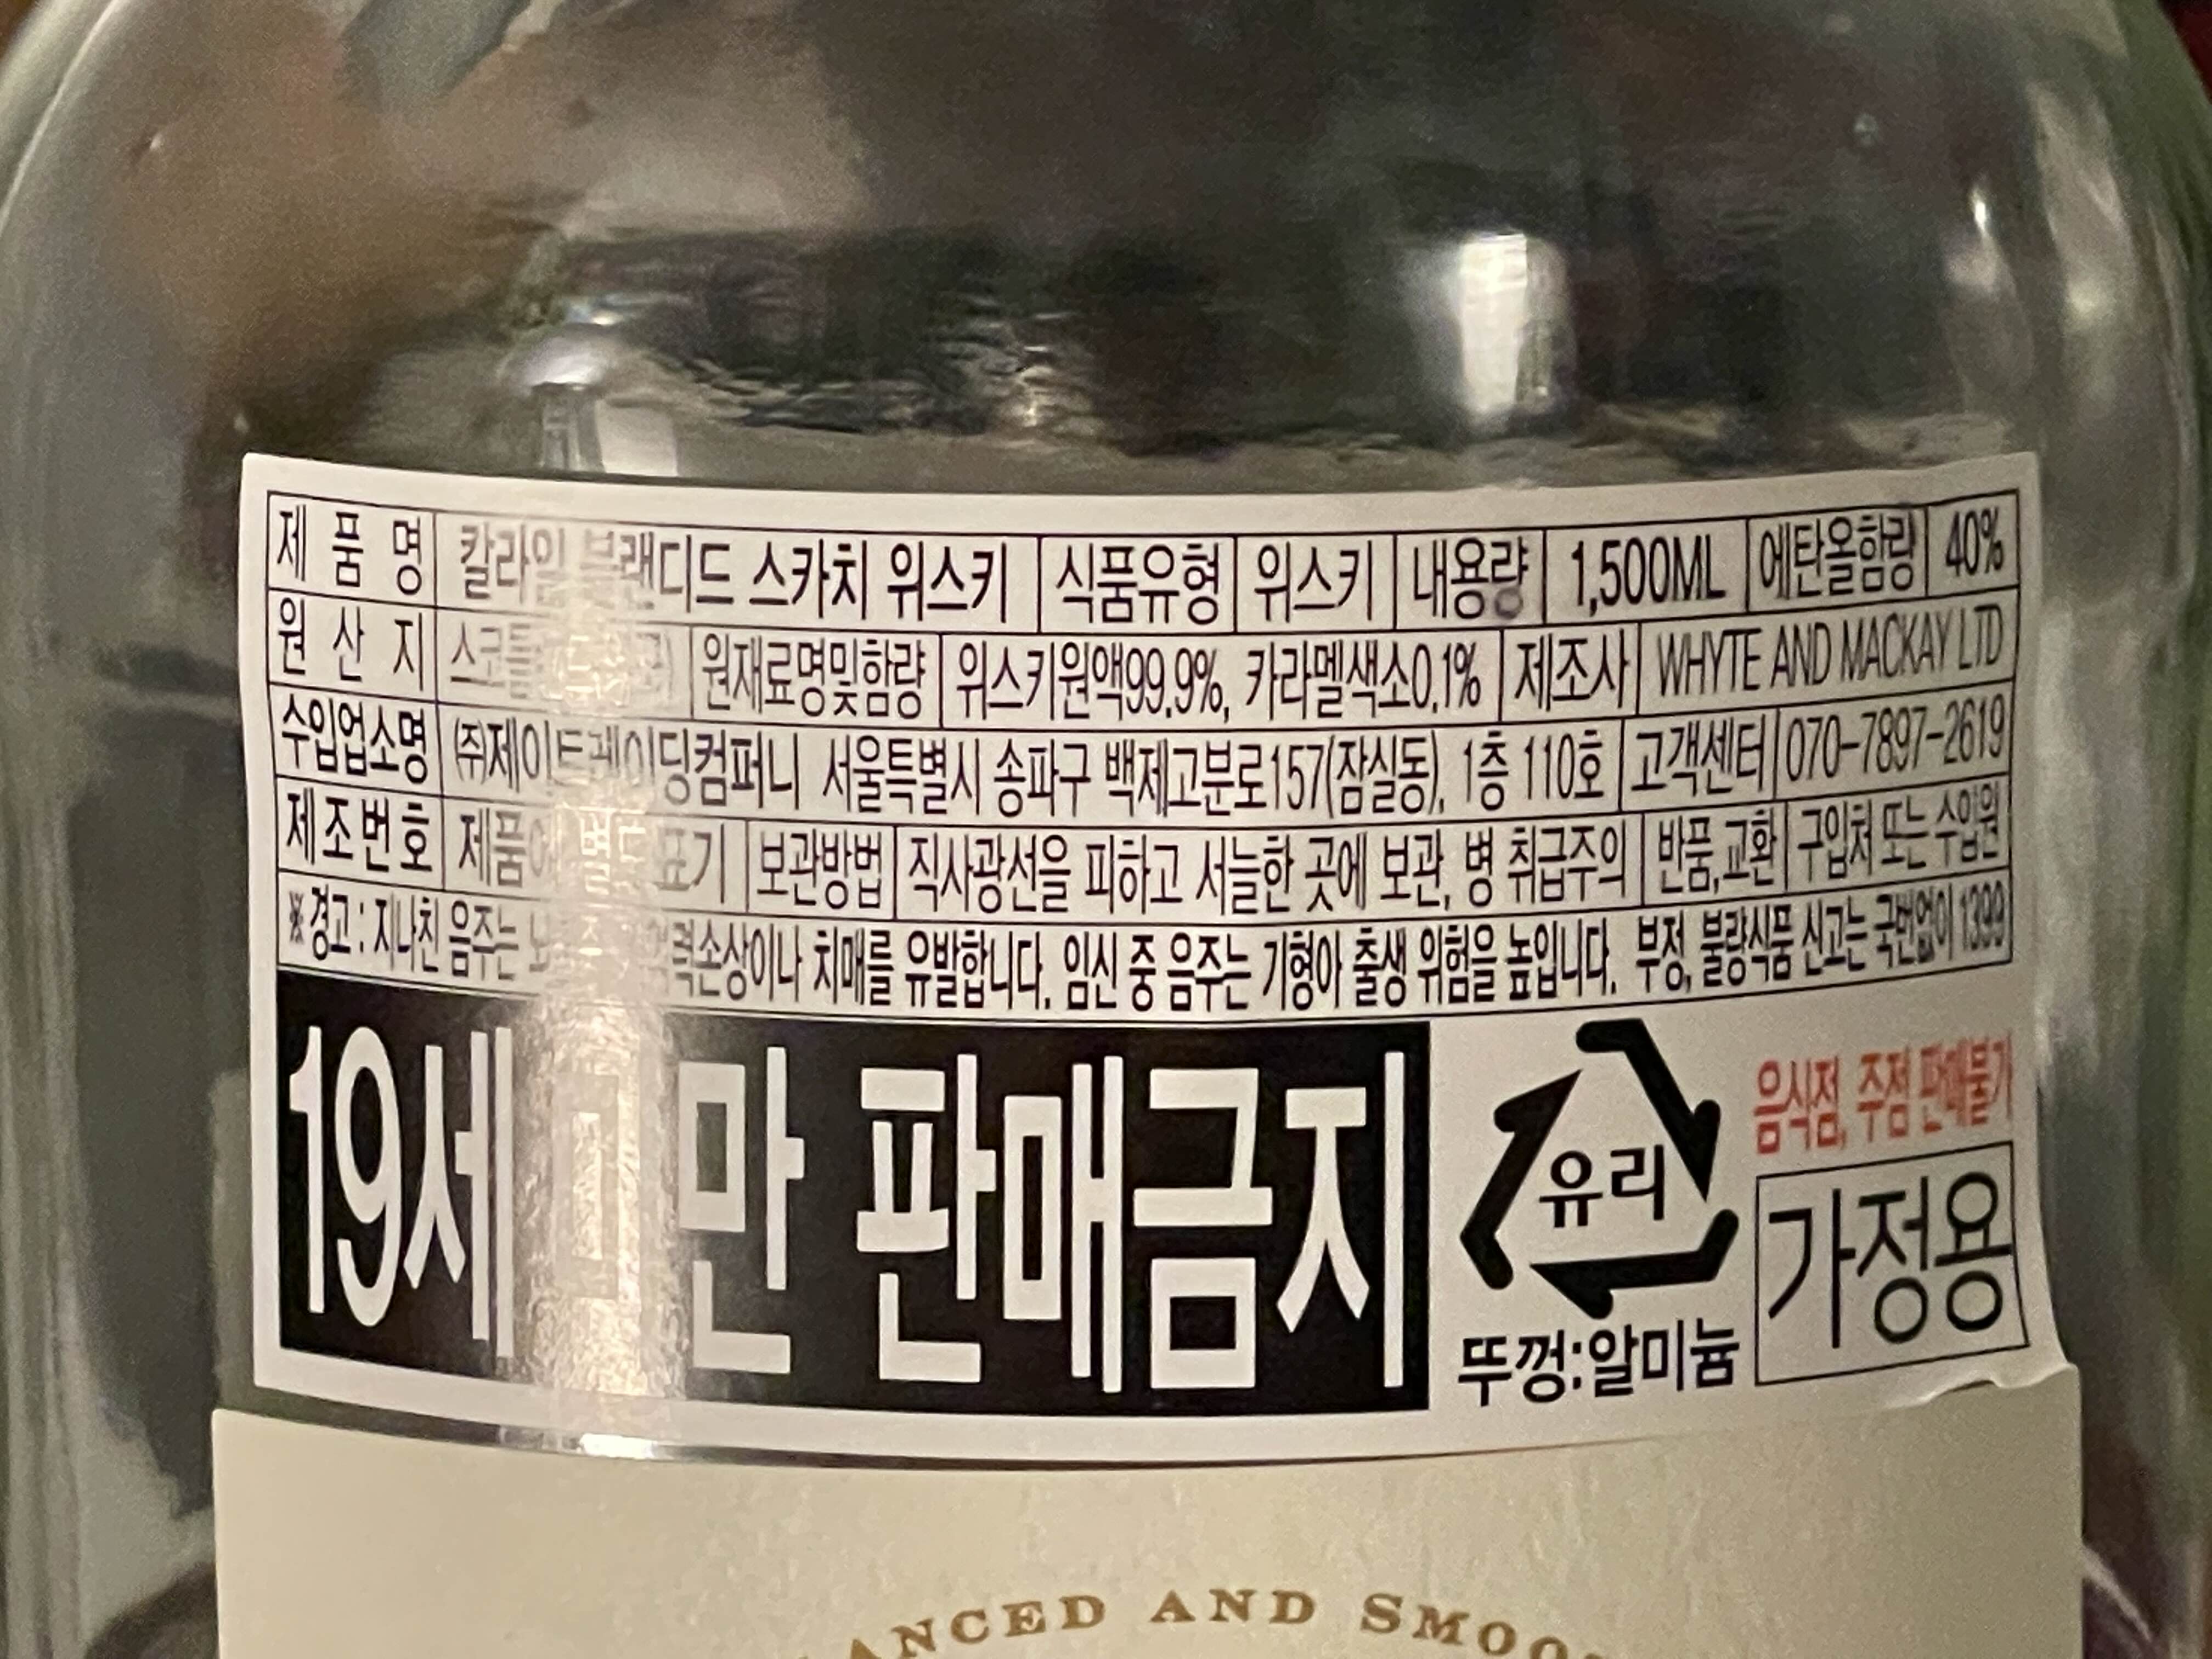 제 품 명 칼라일 블랜디드 스카치 위스키 식품유형 위스키 내용량 1,500ML 에탄올함량 40%
원 산 지 원재료명및함량 위스키원액99.9%, 카라멜색소0.1% 제조사 WHYTE AND MACKAY LTD
수입업소명 ㈜제이트레이딩컴퍼니 서울특별시 송파구 백제고분로157(잠실동), 1층 110호 고객센터 070-7897-2619
제조번호 제품에 별도표기 보관방법 직사광선을 피하고 서늘한 곳에 보관, 병 취급주의 반품,교환 구입처 또는 수입원
※경고 : 지나친 음주는 치매를 유발합니다. 임신 중 음주는 기형아 출생 위험을 높입니다. 부정, 불량식품 신고는 국번없이 1399
19세 미만 판매금지
유리
뚜껑:알미늄
음식점, 주점 판매불가
가정용
ANCED AND SMOO